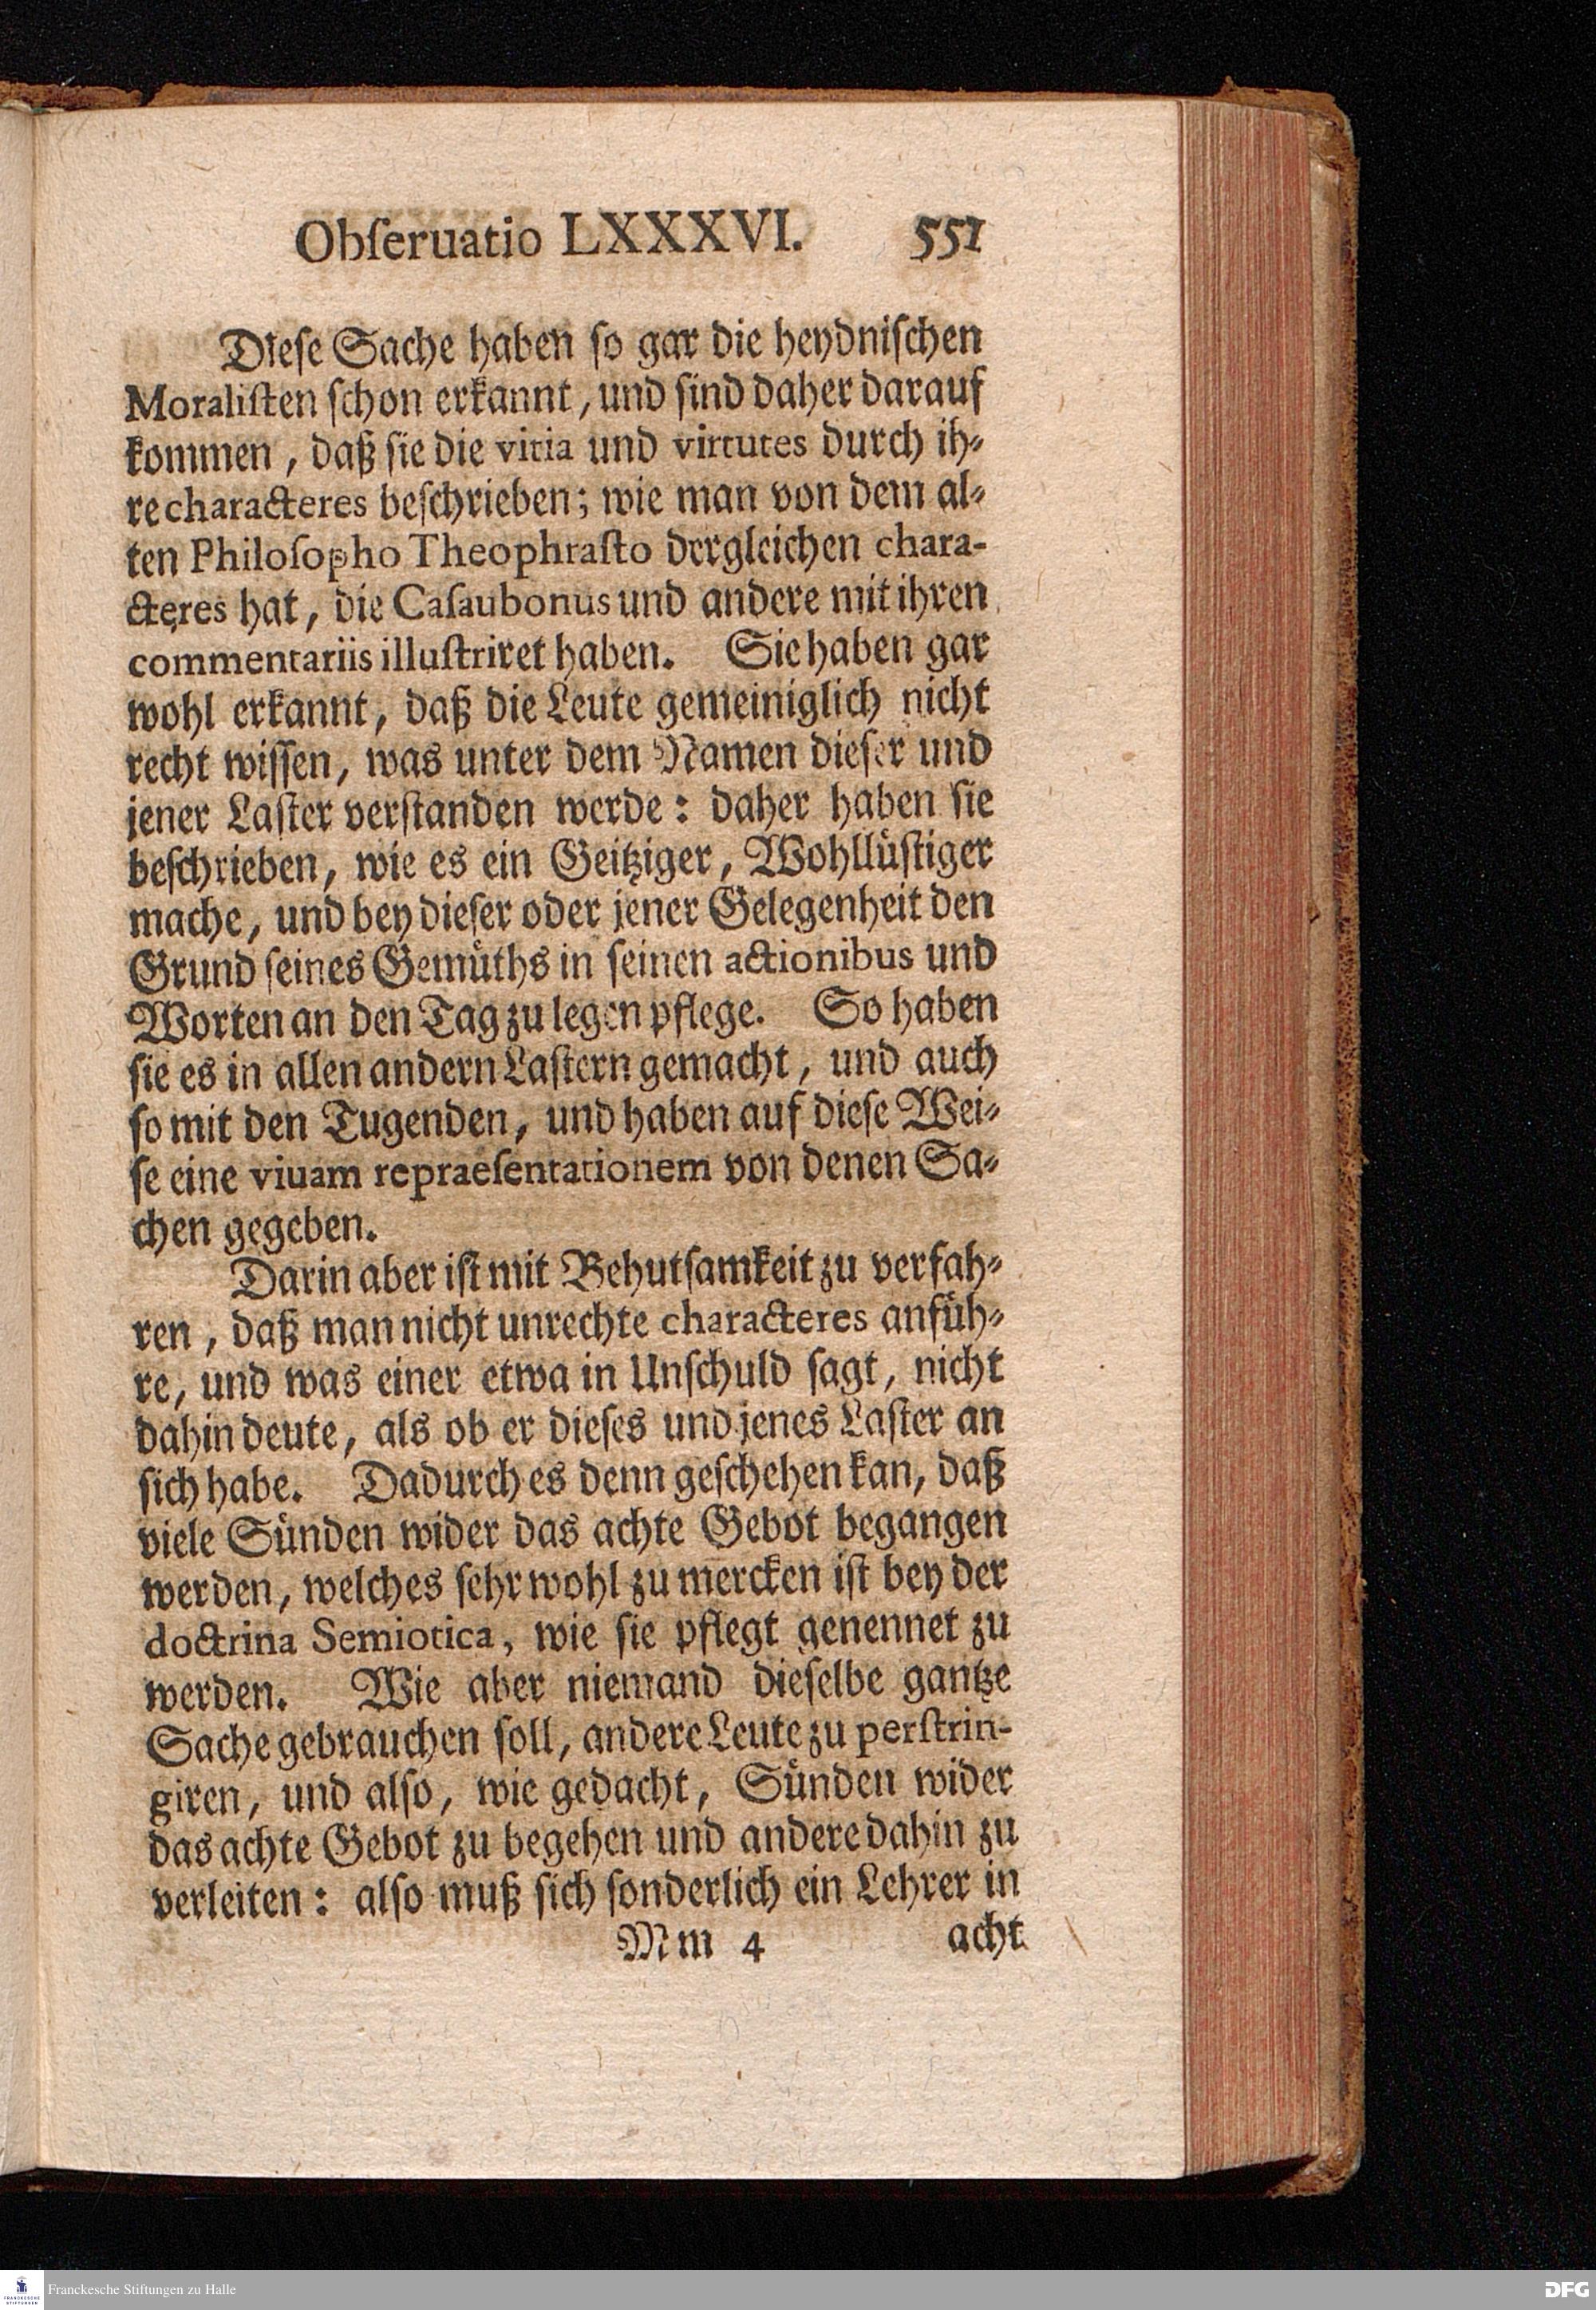 Obſeruatio LXXXVI. 551
Dieſe Sache haben ſo gar die heydniſchen
Moraliſten ſchon erkannt, und ſind daher darauf
kommen, daß ſie die vitia und virtutes durch ih⸗
re characteres beſchrieben; wie man von dem al⸗
ten Philoſopho Theophraſto dergleichen chara-
cteres hat, die Caſaubonus und andere mit ihren
commentariis illuſtriret haben. Sie haben gar
wohl erkannt, daß die Leute gemeiniglich nicht
recht wiſſen, was unter dem Namen dieſer und
jener Laſter verſtanden werde: daher haben ſie
beſchrieben, wie es ein Geitziger, Wohllüſtiger
mache, und bey dieſer oder jener Gelegenheit den
Grund ſeines Gemüths in ſeinen actionibus und
Worten an den Tag zu legen pflege. So haben
ſie es in allen andern Laſtern gemacht, und auch
ſo mit den Tugenden, und haben auf dieſe Wei⸗
ſe eine viuam repraeſentationem von denen Sa⸗
chen gegeben.
Darin aber iſt mit Behutſamkeit zu verfah⸗
ren, daß man nicht unrechte characteres anfüh⸗
re, und was einer etwa in Unſchuld ſagt, nicht
dahin deute, als ob er dieſes und jenes Laſter an
ſich habe. Dadurch es denn geſchehen kan, daß
viele Sünden wider das achte Gebot begangen
werden, welches ſehr wohl zu mercken iſt bey der
doctrina Semiotica, wie ſie pflegt genennet zu
werden. Wie aber niemand dieſelbe gantze
Sache gebrauchen ſoll, andere Leute zu perſtrin-
giren, und alſo, wie gedacht, Sünden wider
das achte Gebot zu begehen und andere dahin zu
verleiten: alſo muß ſich ſonderlich ein Lehrer in
Mm 4 acht
Franckesche Stiftungen zu Halle
FRANCKESCHE STIFTUNGEN
DFG